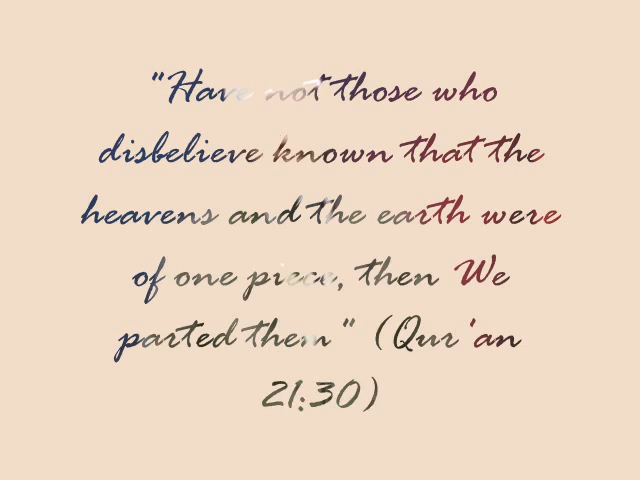 "Have not those who
disbelieve known that the
heavens and the earth were
of one piece, then We
parted them" (Qur'an
21:30)